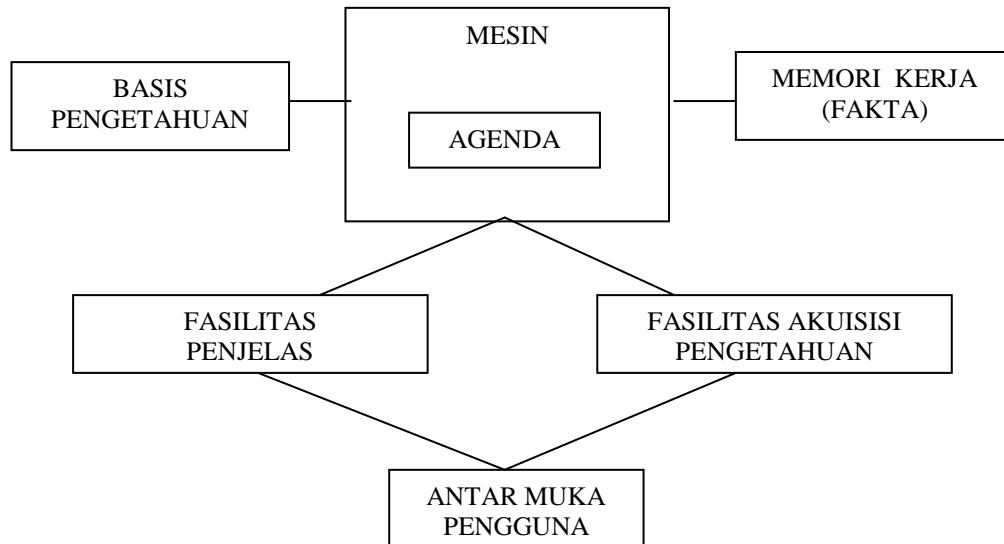 MESIN
BASIS
PENGETAHUAN
AGENDA
MEMORI KERJA
(FAKTA)
FASILITAS
PENJELAS
FASILITAS AKUISISI
PENGETAHUAN
ANTAR MUKA
PENGGUNA